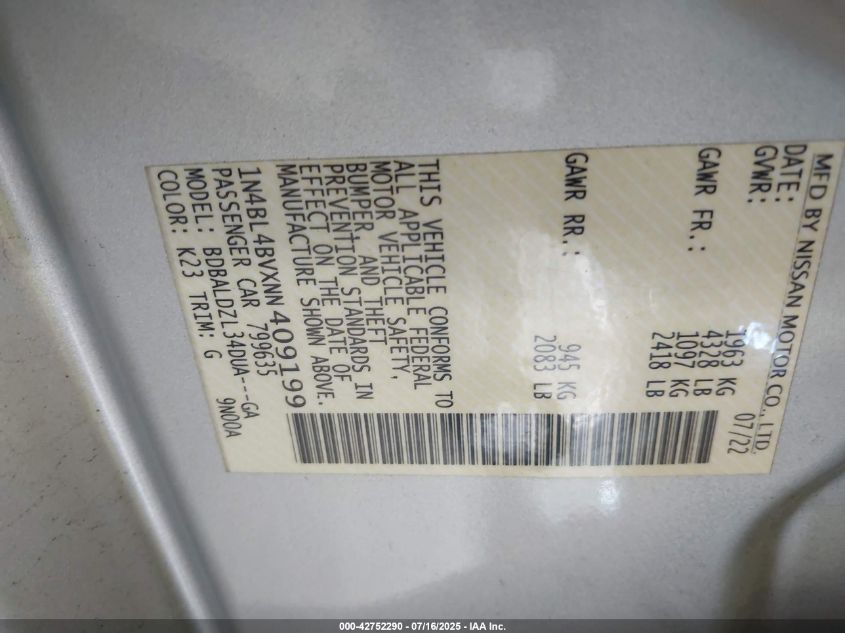 MFD BY NISSAN MOTOR CO., LTD.
DATE: 07/22
GVWR: 1963 KG
4328 LB
GAWR FR.: 1097 KG
2418 LB
GAWR RR.: 945 KG
2083 LB
THIS VEHICLE CONFORMS TO
ALL APPLICABLE FEDERAL
MOTOR VEHICLE SAFETY,
BUMPER, AND THEFT
PREVENTION STANDARDS IN
EFFECT ON THE DATE OF
MANUFACTURE SHOWN ABOVE.
1N4BL4BVXNN409199
PASSENGER CAR 799635
MODEL: BDBALDZL34DUA---GA
COLOR: K23 TRIM: G 9N00A
000-42752290 - 07/16/2025 - IAA Inc.